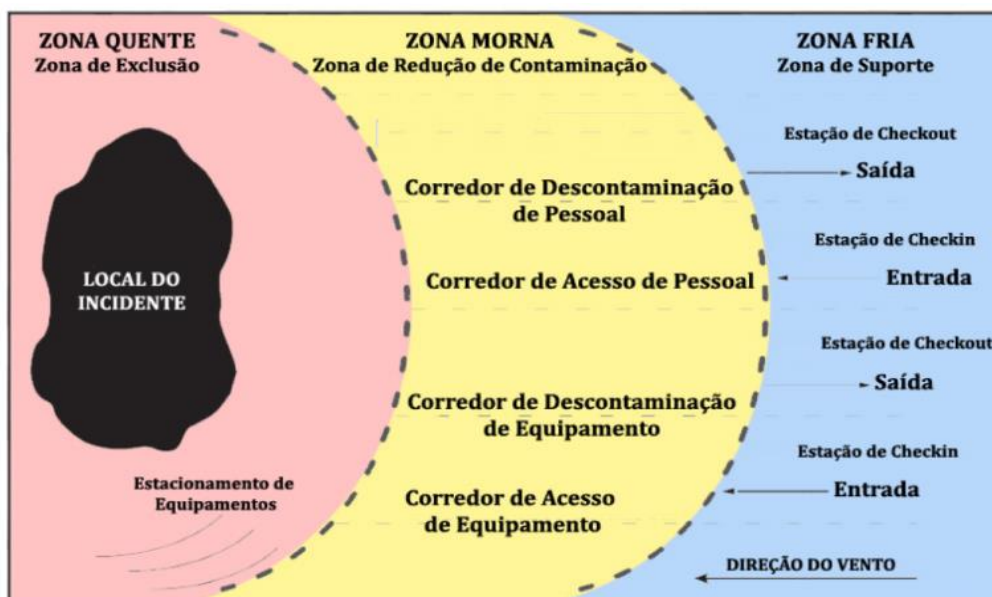 ZONA QUENTE
Zona de Exclusão
ZONA MORNA
Zona de Redução de Contaminação
ZONA FRIA
Zona de Suporte
Estação de Checkout
Saída
Corredor de Descontaminação
de Pessoal
Estação de Checkin
Entrada
Corredor de Acesso de Pessoal
LOCAL DO
INCIDENTE
Estação de Checkout
Saída
Corredor de Descontaminação
de Equipamento
Estação de Checkin
Entrada
Estacionamento de
Equipamentos
Corredor de Acesso
de Equipamento
DIREÇÃO DO VENTO